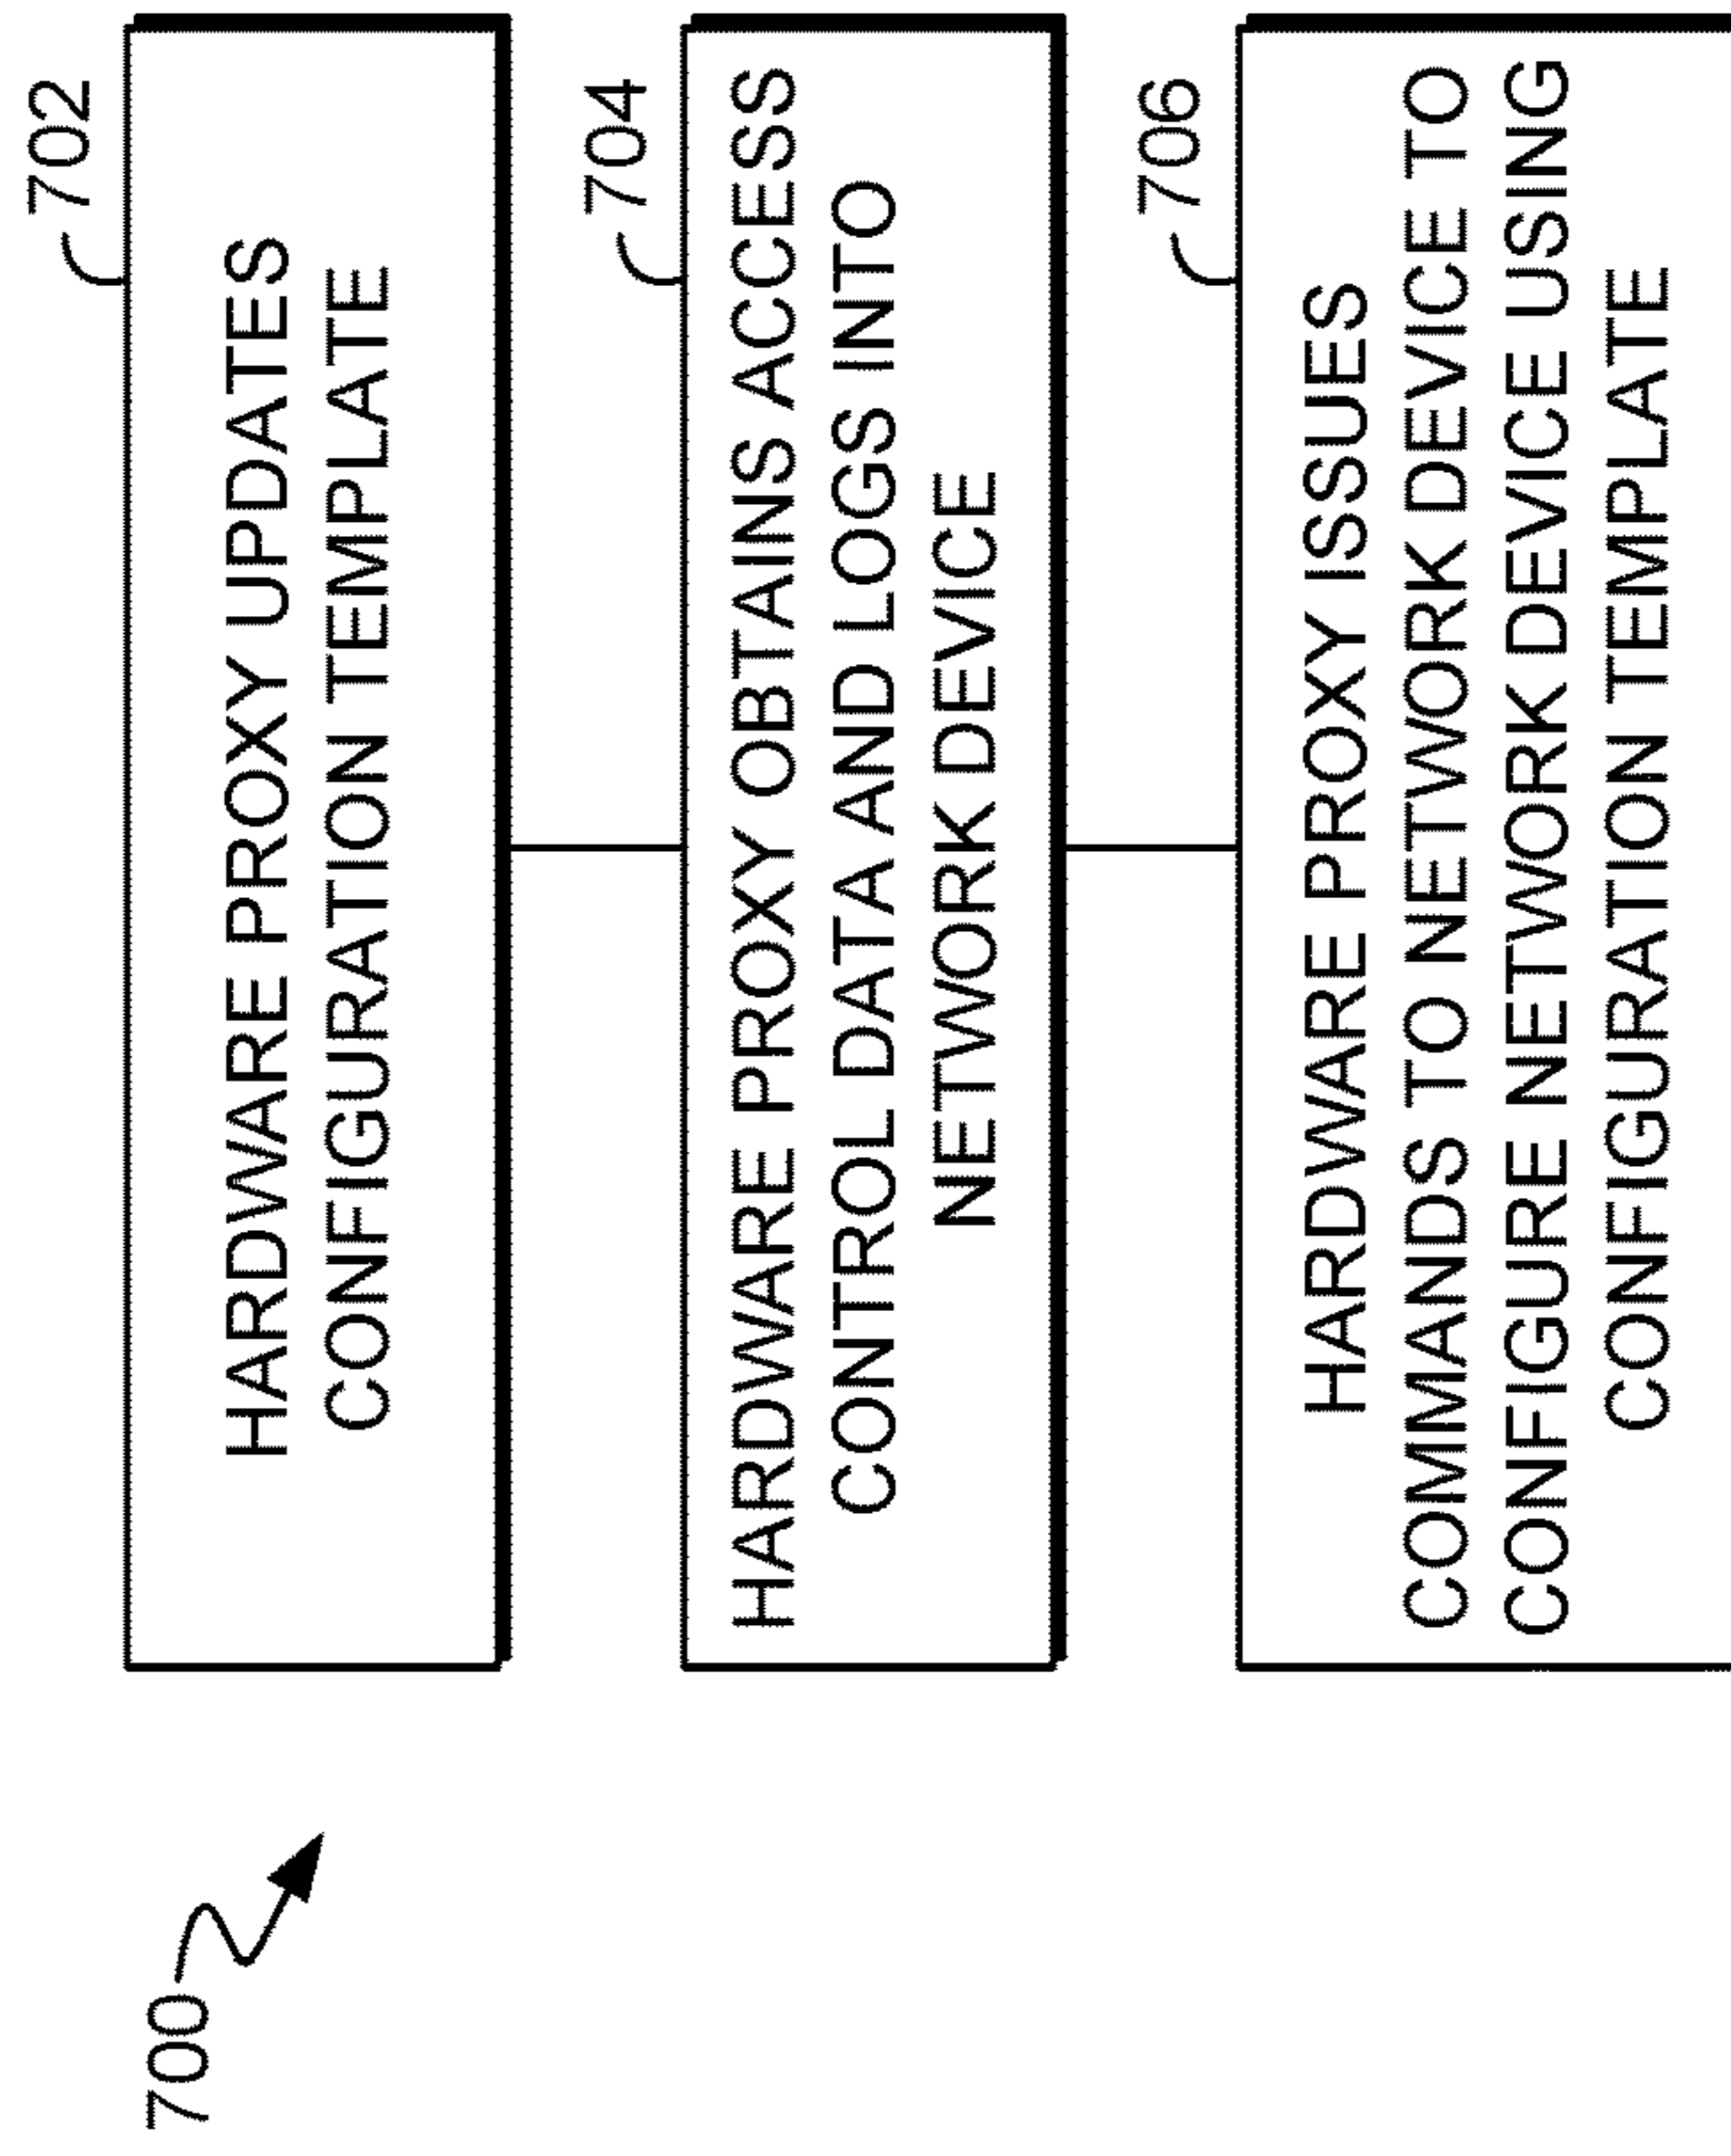 700
702
HARDWARE PROXY UPDATES
CONFIGURATION TEMPLATE
704
HARDWARE PROXY OBTAINS ACCESS
CONTROL DATA AND LOGS INTO
NETWORK DEVICE
706
HARDWARE PROXY ISSUES
COMMANDS TO NETWORK DEVICE TO
CONFIGURE NETWORK DEVICE USING
CONFIGURATION TEMPLATE